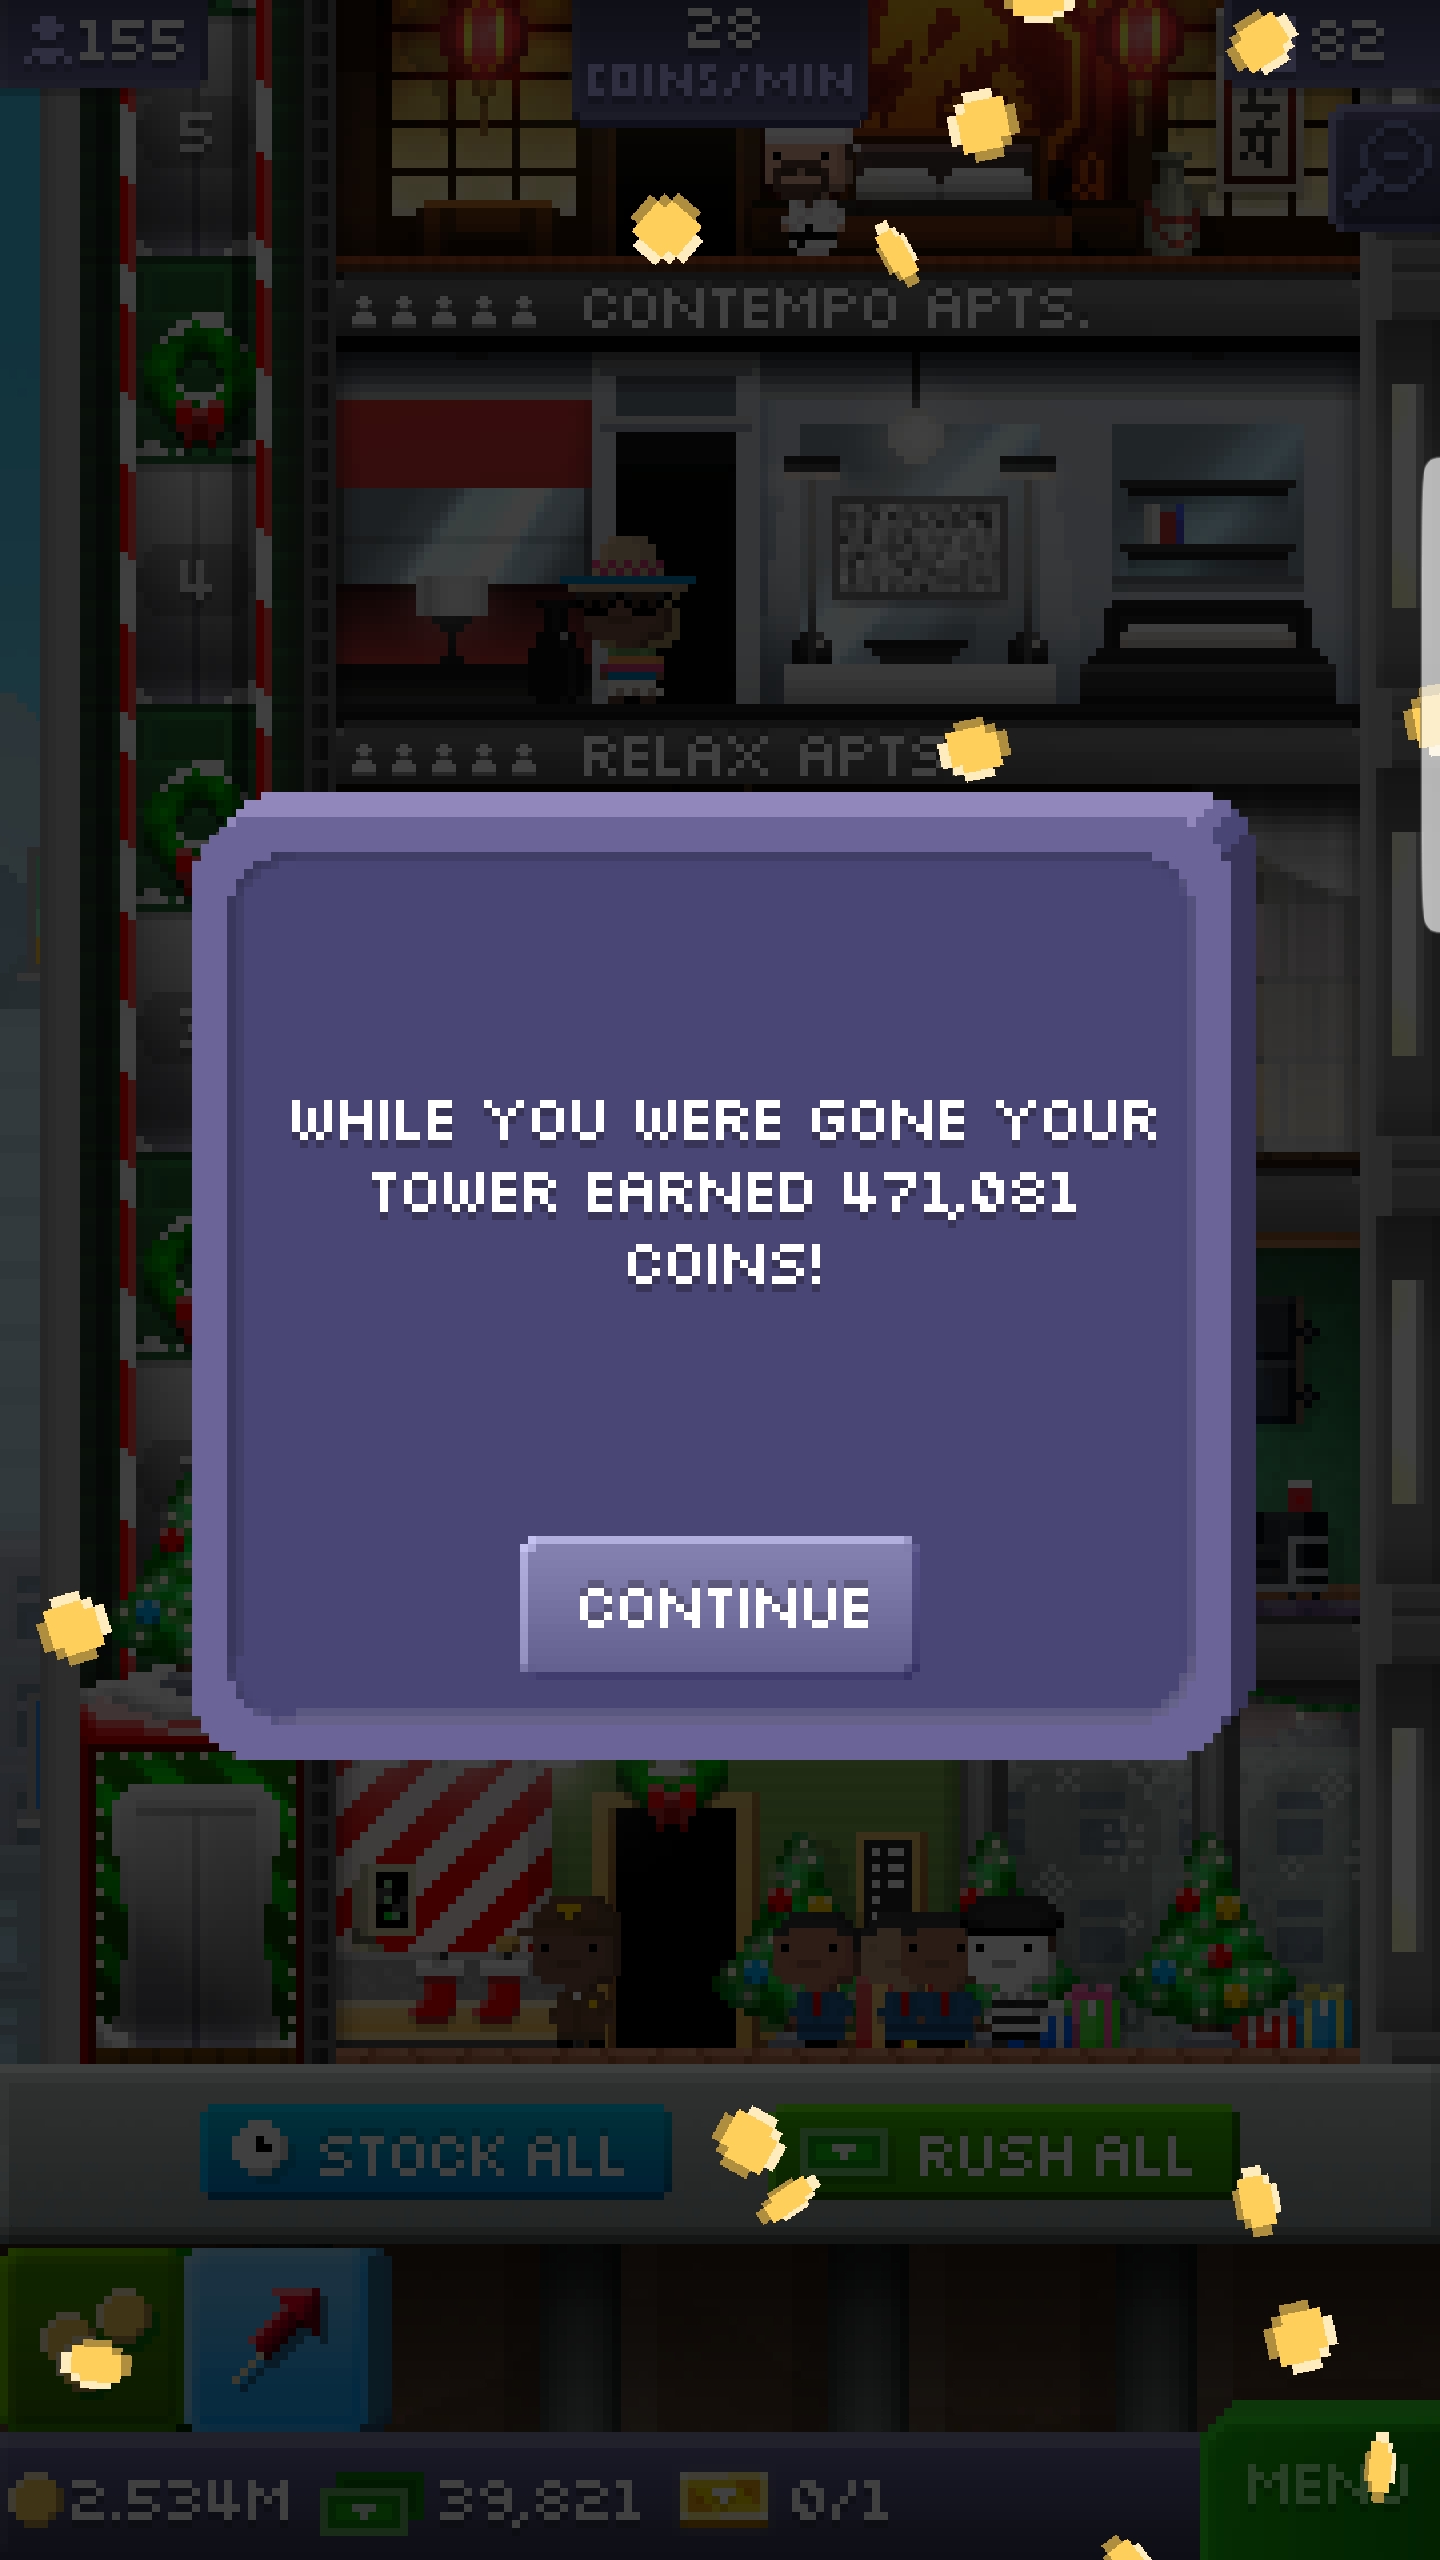 155
28
COINS/MIN
82
5
CONTEMPO APTS.
4
RELAX APTS
WHILE YOU WERE GONE YOUR
TOWER EARNED 471,081
COINS!
CONTINUE
STOCK ALL
RUSH ALL
2.534M
39,821
0/1
MENU